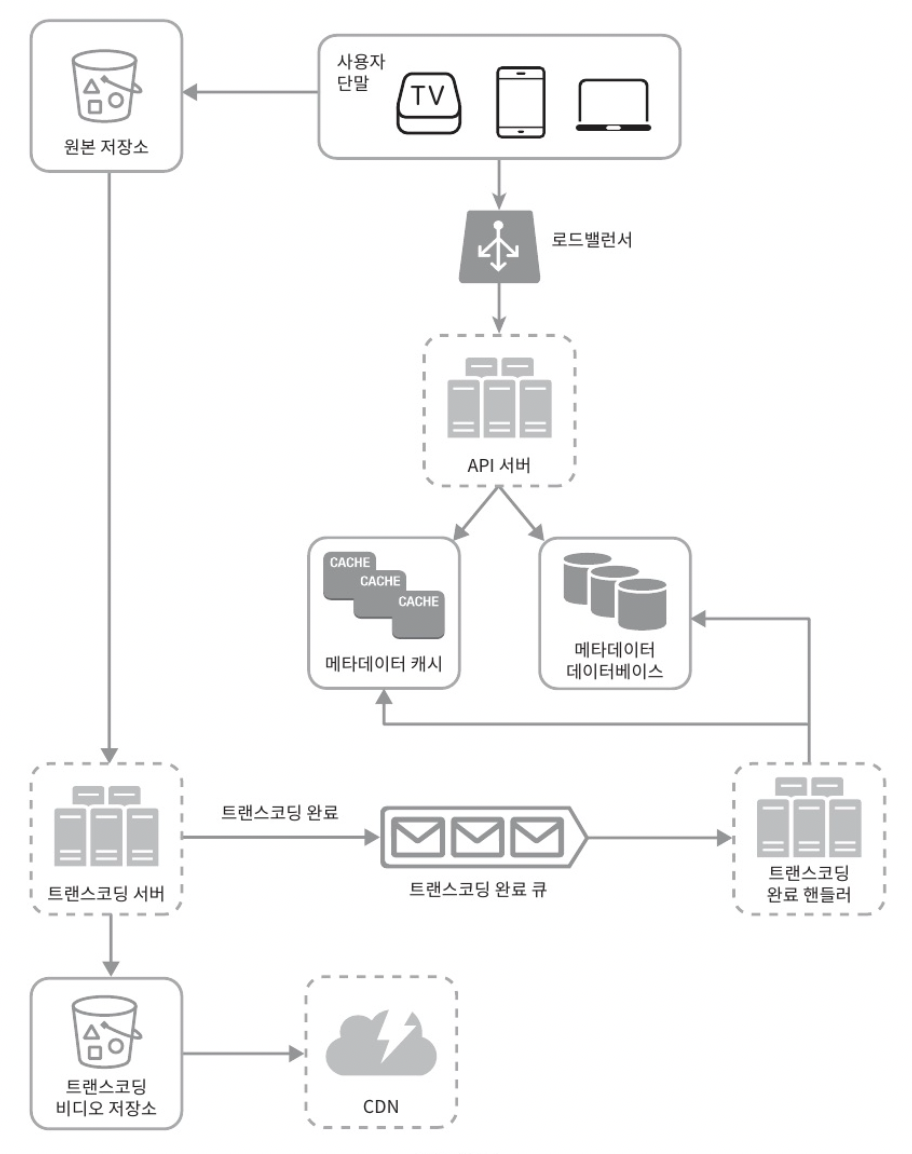 사용자
단말
TV
원본 저장소
로드밸런서
API 서버
CACHE
CACHE
CACHE
메타데이터 캐시
메타데이터
데이터베이스
트랜스코딩 서버
트랜스코딩 완료
트랜스코딩 완료 큐
트랜스코딩
완료 핸들러
트랜스코딩
비디오 저장소
CDN